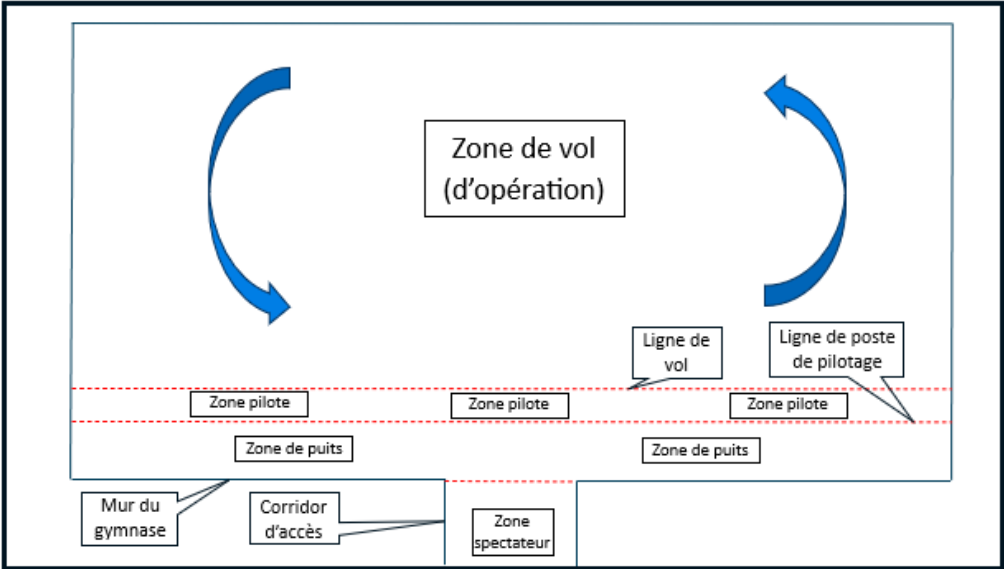 Zone de vol
(d'opération)
Ligne de
vol
Ligne de poste
de pilotage
Zone pilote
Zone pilote
Zone pilote
Zone de puits
Zone de puits
Mur du
gymnase
Corridor
d'accès
Zone
spectateur